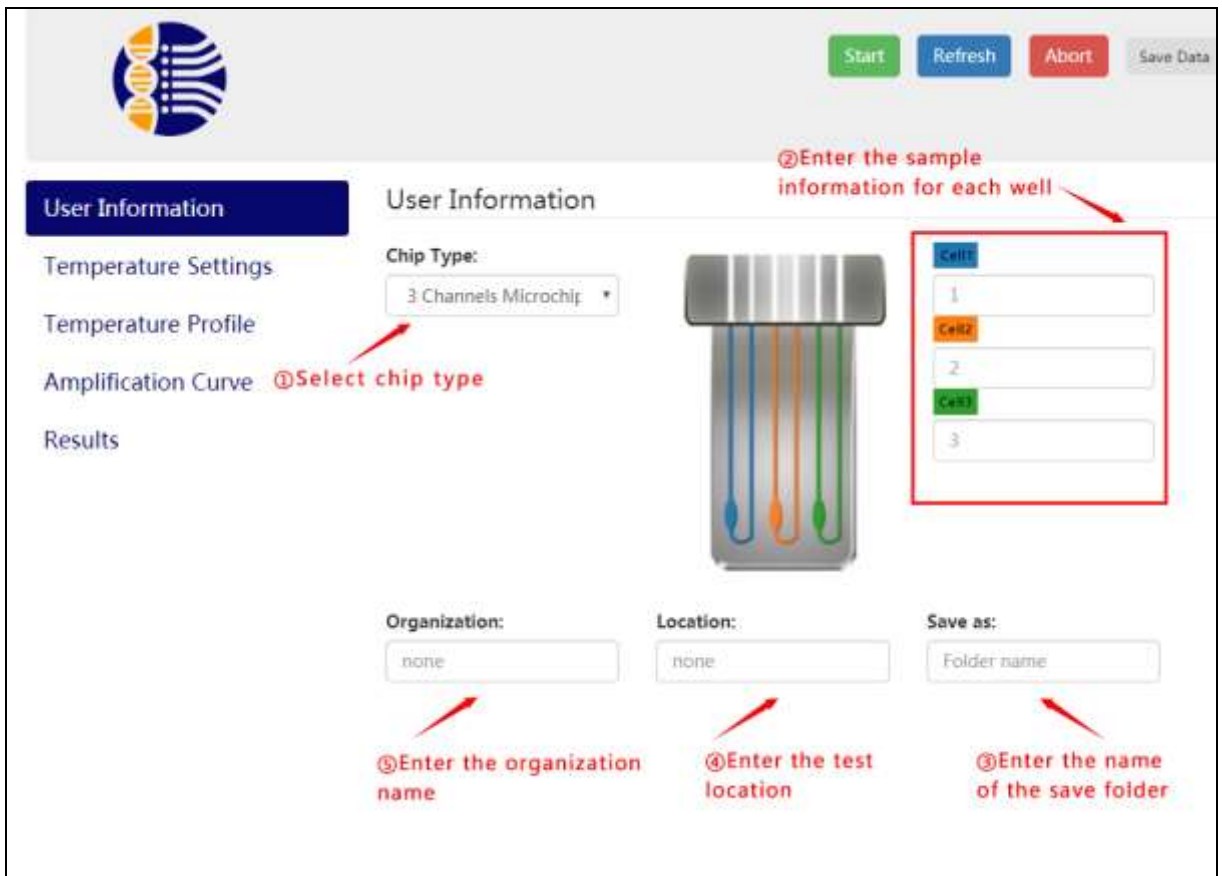 Start Refresh Abort Save Data
②Enter the sample
information for each well
User Information
Temperature Settings
Temperature Profile
Amplification Curve
Results
User Information
Chip Type:
3 Channels Microchip
①Select chip type
Cell1
1
Cell2
2
Cell3
3
Organization:
none
Location:
none
Save as:
Folder name
⑤Enter the organization
name
④Enter the test
location
③Enter the name
of the save folder